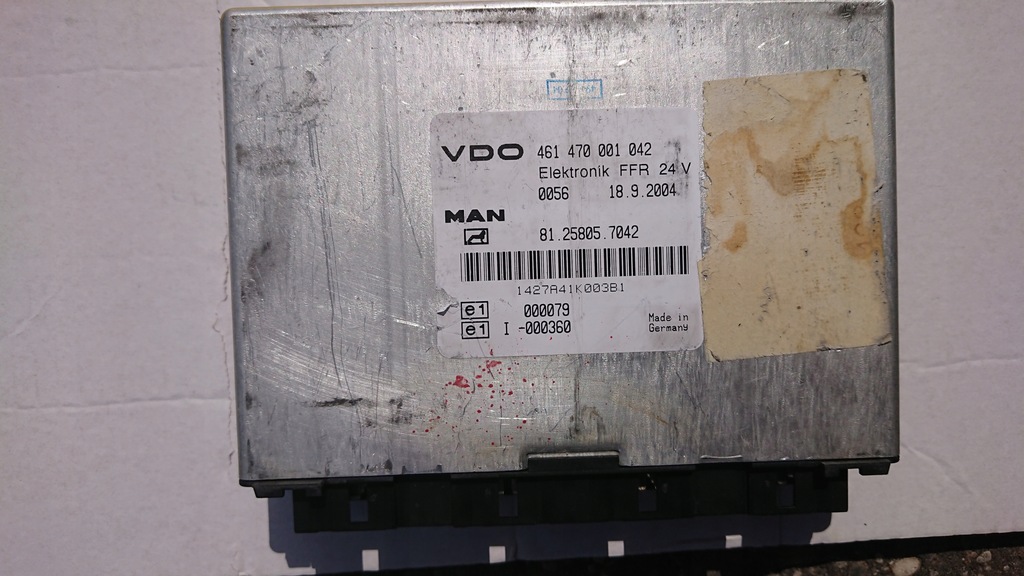 VDO 461 470 001 042
Elektronik FFR 24 V
0056 18.9.2004
MAN
81.25805.7042
1427A41K003B1
e1 000079
e1 I -000360
Made in
Germany